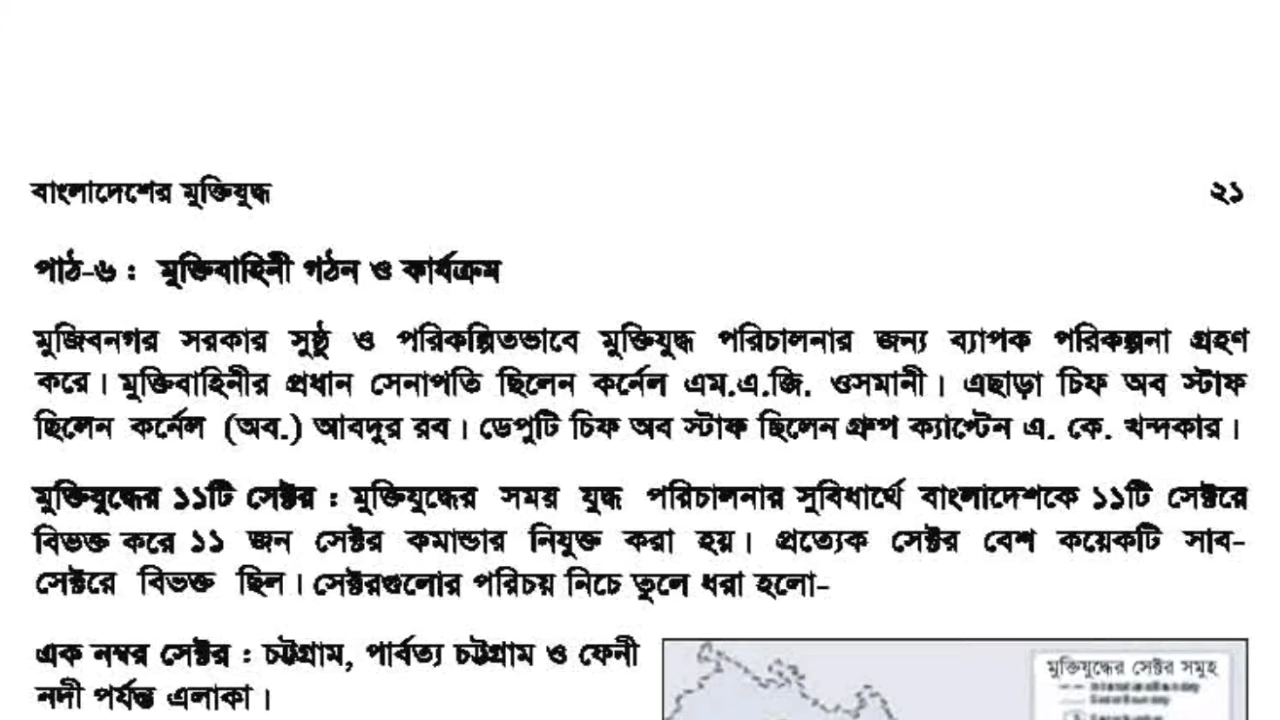 বাংলাদেশের মুক্তিযুদ্ধ ২১
পাঠ-৬ : মুক্তিবাহিনী গঠন ও কার্যক্রম
মুজিবনগর সরকার সুষ্ঠু ও পরিকল্পিতভাবে মুক্তিযুদ্ধ পরিচালনার জন্য ব্যাপক পরিকল্পনা গ্রহণ
করে। মুক্তিবাহিনীর প্রধান সেনাপতি ছিলেন কর্নেল এম.এ.জি. ওসমানী। এছাড়া চিফ অব স্টাফ
ছিলেন কর্নেল (অব.) আবদুর রব। ডেপুটি চিফ অব স্টাফ ছিলেন গ্রুপ ক্যাপ্টেন এ. কে. খন্দকার।
মুক্তিযুদ্ধের ১১টি সেক্টর : মুক্তিযুদ্ধের সময় যুদ্ধ পরিচালনার সুবিধার্থে বাংলাদেশকে ১১টি সেক্টরে
বিভক্ত করে ১১ জন সেক্টর কমান্ডার নিযুক্ত করা হয়। প্রত্যেক সেক্টর বেশ কয়েকটি সাব-
সেক্টরে বিভক্ত ছিল। সেক্টরগুলোর পরিচয় নিচে তুলে ধরা হলো-
এক নম্বর সেক্টর : চট্টগ্রাম, পার্বত্য চট্টগ্রাম ও ফেনী
নদী পর্যন্ত এলাকা।
মুক্তিযুদ্ধের সেক্টর সমূহ